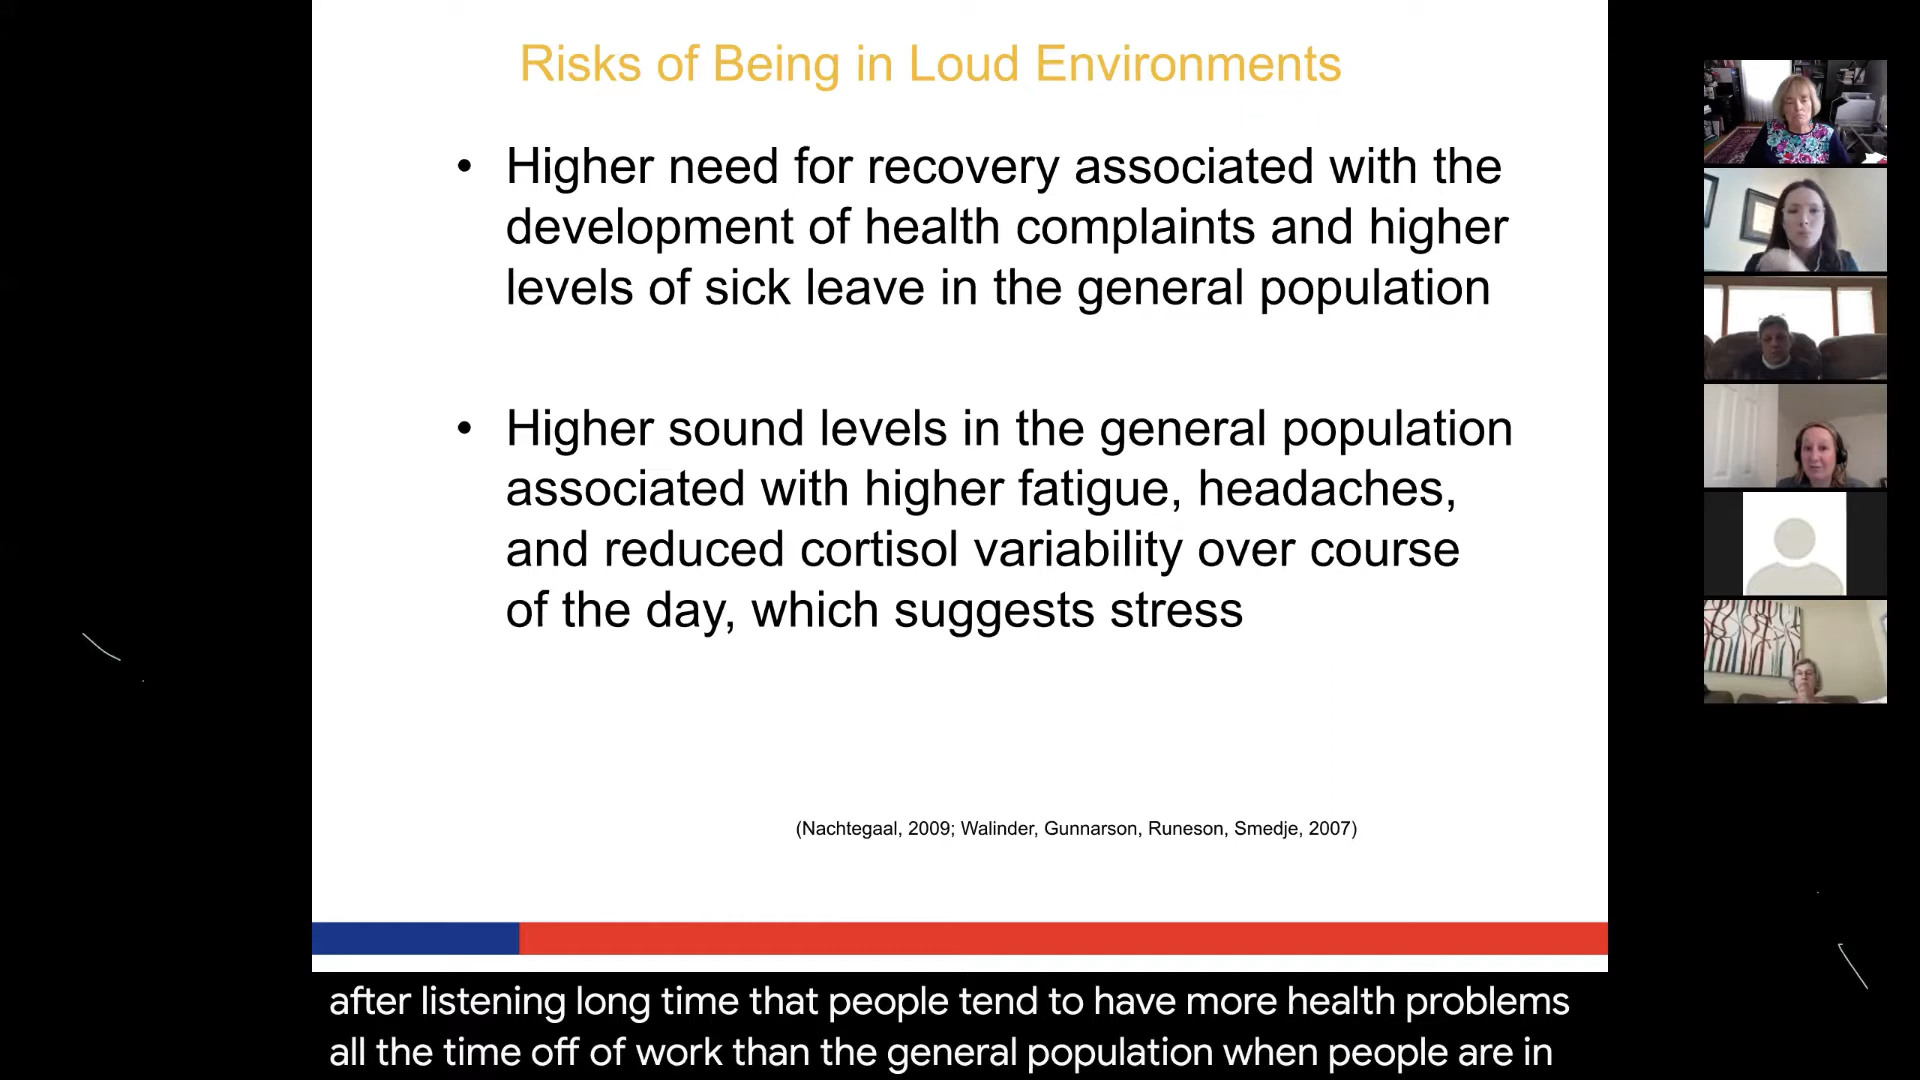 Risks of Being in Loud Environments
• Higher need for recovery associated with the
development of health complaints and higher
levels of sick leave in the general population
• Higher sound levels in the general population
associated with higher fatigue, headaches,
and reduced cortisol variability over course
of the day, which suggests stress
(Nachtegaal, 2009; Walinder, Gunnarson, Runeson, Smedje, 2007)
after listening long time that people tend to have more health problems
all the time off of work than the general population when people are in